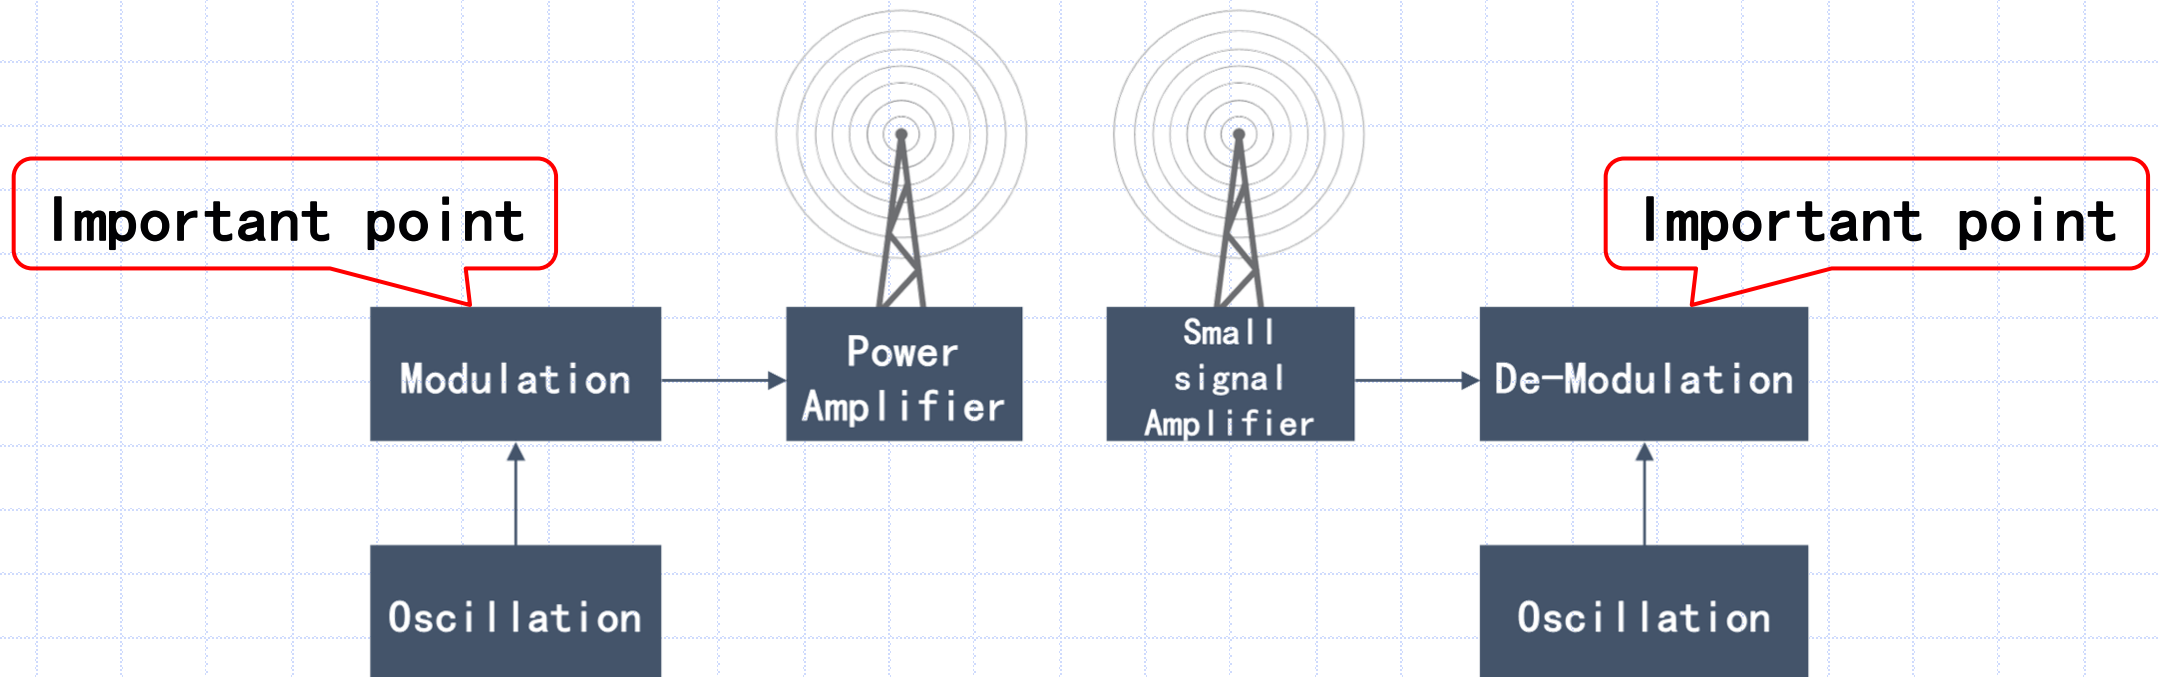 Important point
Important point
Modulation
Power
Amplifier
Small
signal
Amplifier
De-Modulation
Oscillation
Oscillation